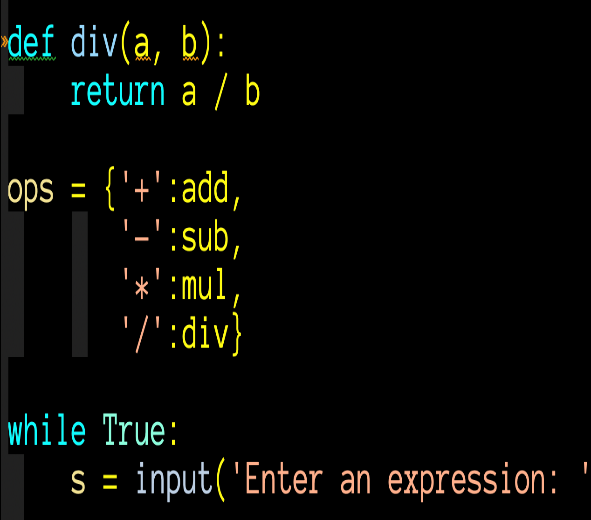 def div(a, b):
    return a / b

ops = {'+':add,
       '-':sub,
       '*':mul,
       '/':div}

while True:
    s = input('Enter an expression: '